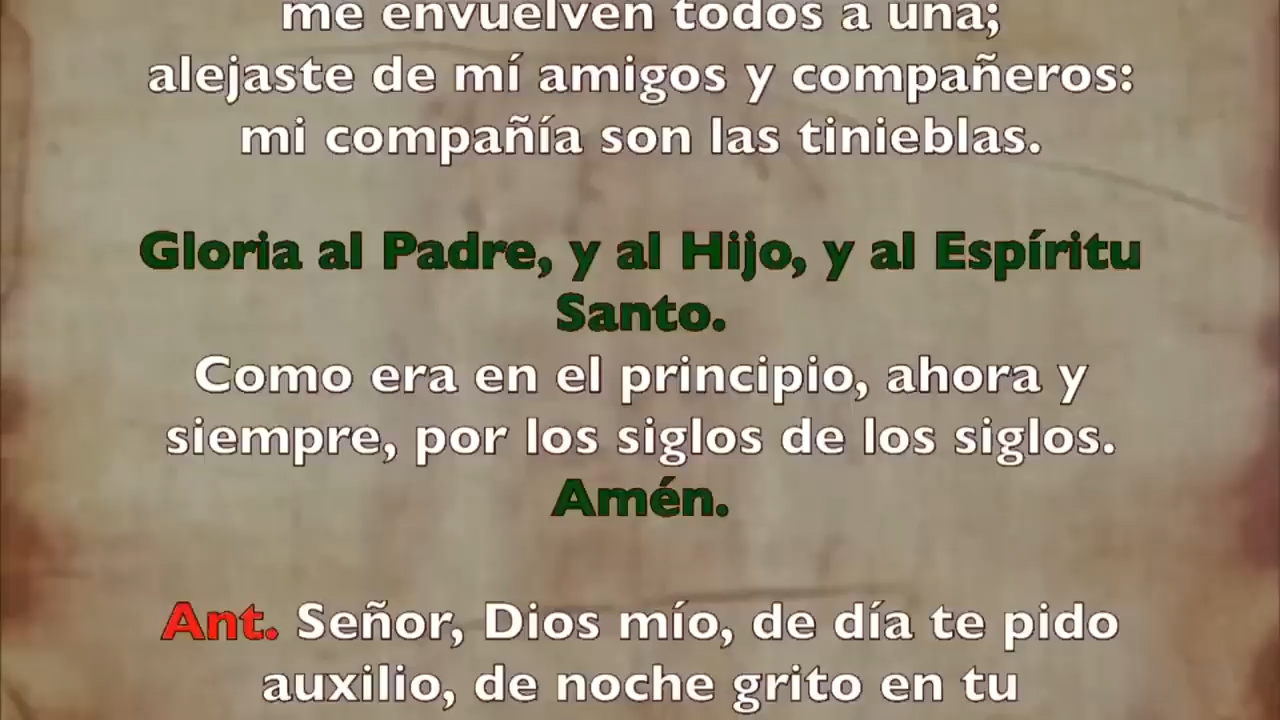 me envuelven todos a una;
alejaste de mí amigos y compañeros:
mi compañía son las tinieblas.
Gloria al Padre, y al Hijo, y al Espíritu
Santo.
Como era en el principio, ahora y
siempre, por los siglos de los siglos.
Amén.
Ant. Señor, Dios mío, de día te pido
auxilio, de noche grito en tu